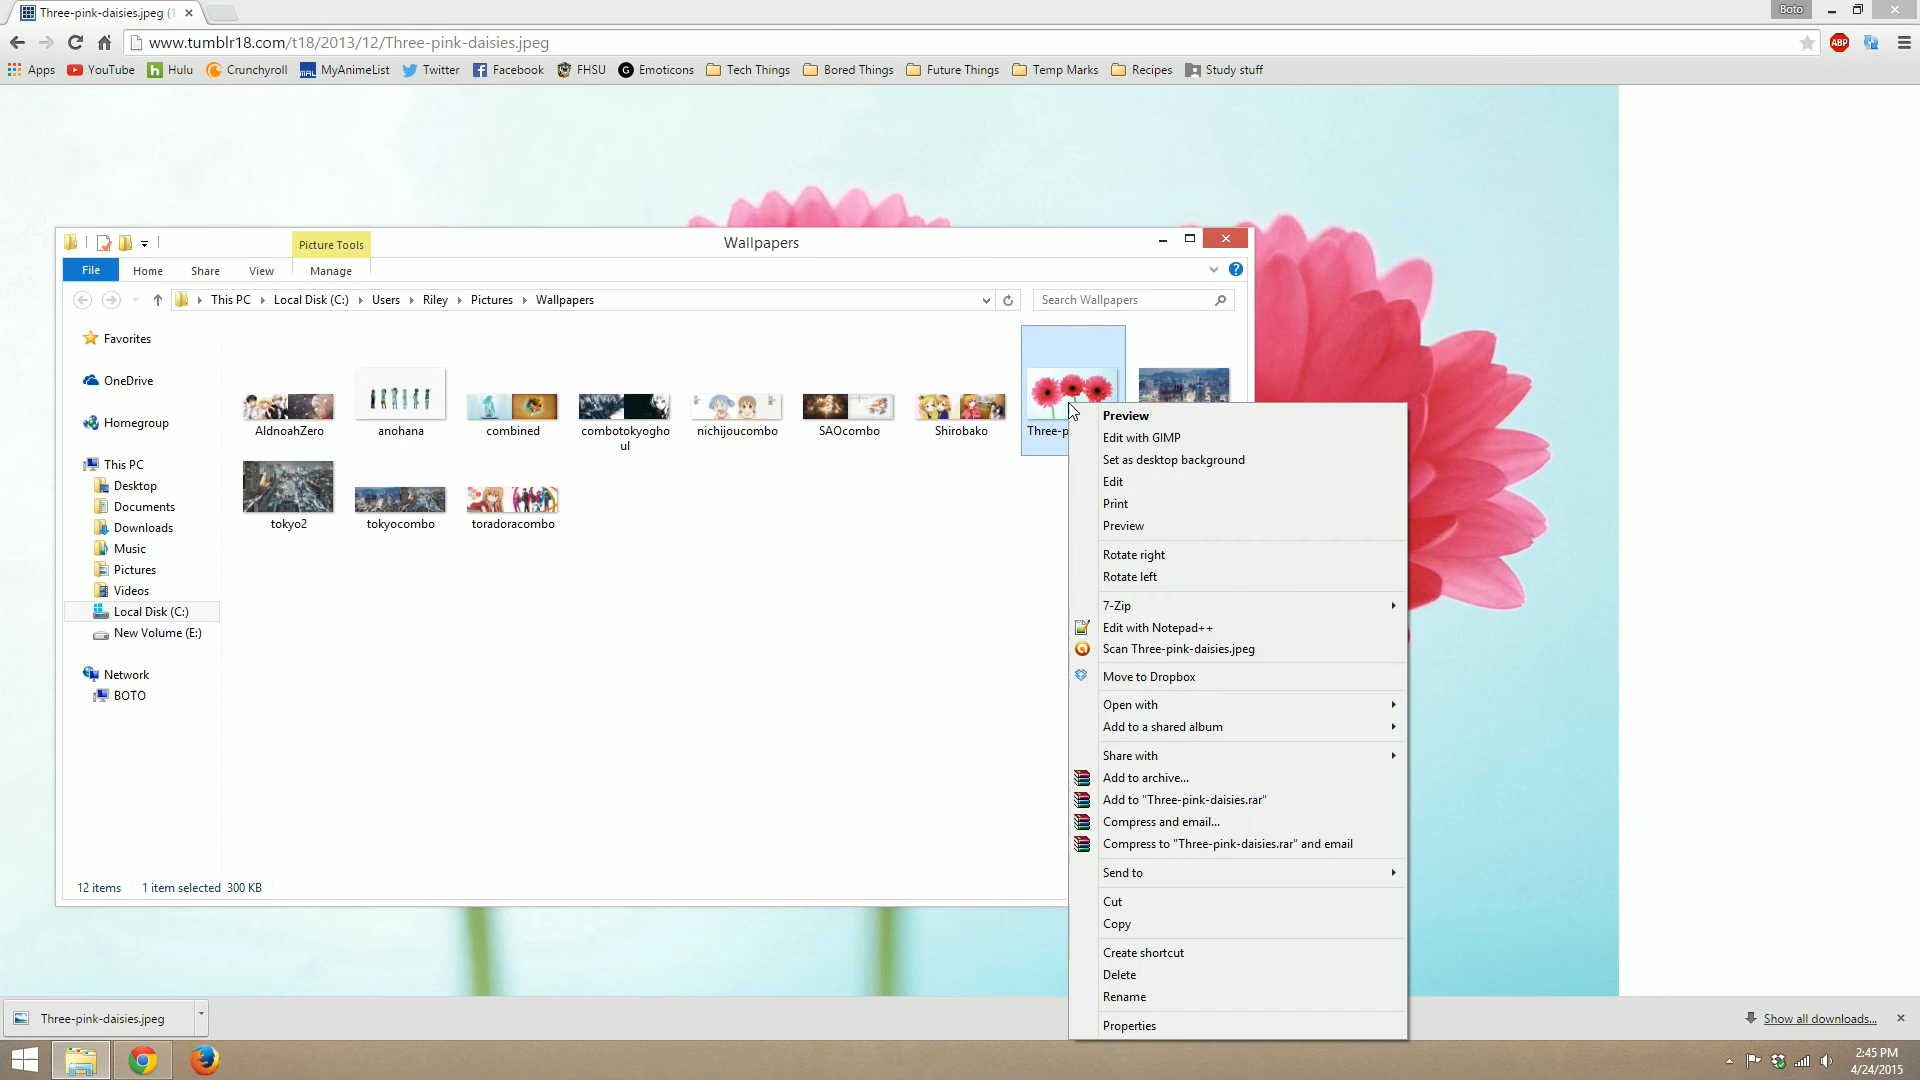 Three-pink-daisies.jpeg (1
Boto
www.tumblr18.com/t18/2013/12/Three-pink-daisies.jpeg
ABP
Apps
YouTube
Hulu
Crunchyroll
MAL
MyAnimeList
Twitter
Facebook
FHSU
Emoticons
Tech Things
Bored Things
Future Things
Temp Marks
Recipes
Study stuff
Picture Tools
Wallpapers
File
Home
Share
View
Manage
This PC
Local Disk (C:)
Users
Riley
Pictures
Wallpapers
Search Wallpapers
Favorites
OneDrive
Homegroup
This PC
Desktop
Documents
Downloads
Music
Pictures
Videos
Local Disk (C:)
New Volume (E:)
Network
BOTO
AldnoahZero
anohana
combined
combotokyogh
oul
nichijoucombo
SAOcombo
Shirobako
Three-p
tokyo2
tokyocombo
toradoracombo
12 items
1 item selected 300 KB
Preview
Edit with GIMP
Set as desktop background
Edit
Print
Preview
Rotate right
Rotate left
7-Zip
Edit with Notepad++
Scan Three-pink-daisies.jpeg
Move to Dropbox
Open with
Add to a shared album
Share with
Add to archive...
Add to "Three-pink-daisies.rar"
Compress and email...
Compress to "Three-pink-daisies.rar" and email
Send to
Cut
Copy
Create shortcut
Delete
Rename
Properties
Three-pink-daisies.jpeg
Show all downloads...
2:45 PM
4/24/2015